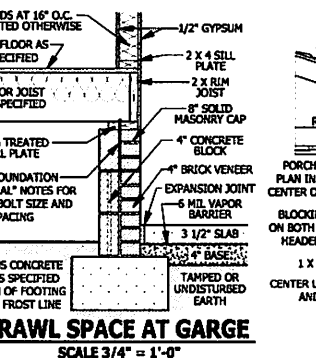 DS AT 16" O.C.
TED OTHERWISE
FLOOR AS
ECIFIED
OR JOIST
SPECIFIED
TREATED
L PLATE
OUNDATION
AL" NOTES FOR
BOLT SIZE AND
PACING
S CONCRETE
S SPECIFIED
OF FOOTING
FROST LINE
1/2" GYPSUM
2 X 4 SILL
PLATE
2 X RIM
JOIST
8" SOLID
MASONRY CAP
4" CONCRETE
BLOCK
4" BRICK VENEER
EXPANSION JOINT
6 MIL VAPOR
BARRIER
3 1/2" SLAB
4" BASE
TAMPED OR
UNDISTURBED
EARTH
RAWL SPACE AT GARGE
SCALE 3/4" = 1'-0"
PORCH
PLAN IN
CENTER O
BLOCKI
ON BOTH
HEADE
1 X
CENTER L
AND